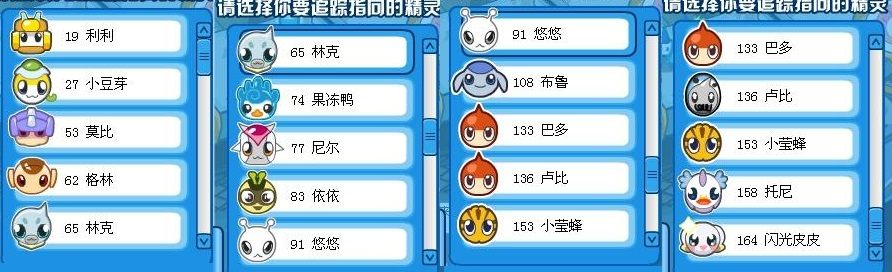 19 利利
27 小豆芽
53 莫比
62 格林
65 林克
请选择你要追踪指向的精灵
65 林克
74 果冻鸭
77 尼尔
83 依依
91 悠悠
91 悠悠
108 布鲁
133 巴多
136 卢比
153 小莹蜂
请选择你要追踪指向的精灵
133 巴多
136 卢比
153 小莹蜂
158 托尼
164 闪光皮皮